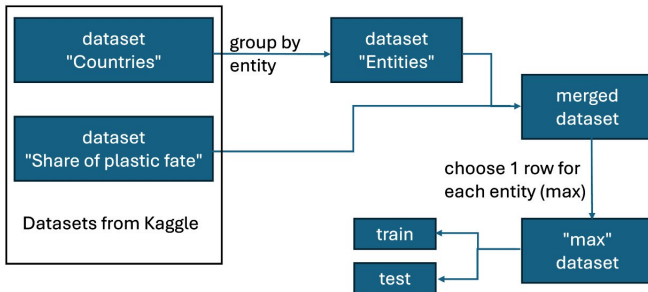 dataset
"Countries"
group by
entity
dataset
"Entities"
dataset
"Share of plastic fate"
Datasets from Kaggle
merged
dataset
choose 1 row for
each entity (max)
"max"
dataset
train
test